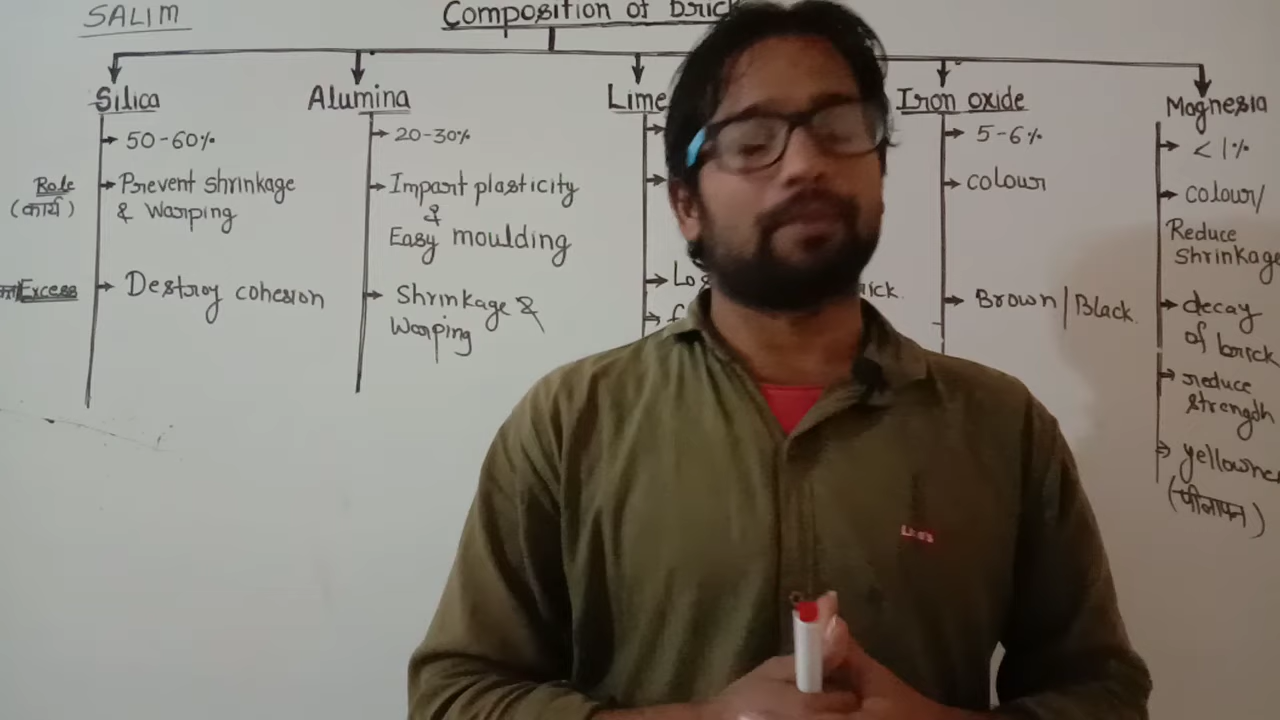 SALIM
Composition of brick
Silica
Alumina
Lime
Iron oxide
Magnesia
50-60%
20-30%
5-6%
< 1%
Role
(कार्य)
Prevent shrinkage
& Warping
Impart plasticity
&
Easy moulding
colour
colour/
Reduce
shrinkage
Excess
Destroy cohesion
Shrinkage &
Warping
Brown/Black.
decay
of brick
reduce
strength
(पीलापन)